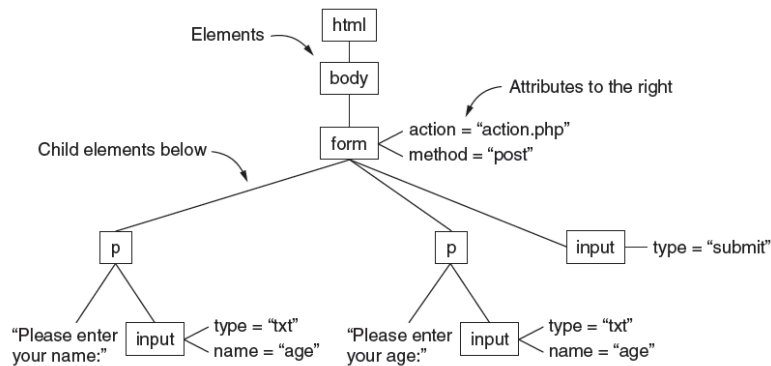 html
Elements
body
Attributes to the right
action = “action.php”
form
method = “post”
Child elements below
p
p
input
type = “submit”
“Please enter
your name:”
input
type = “txt”
name = “age”
“Please enter
your age:”
input
type = “txt”
name = “age”